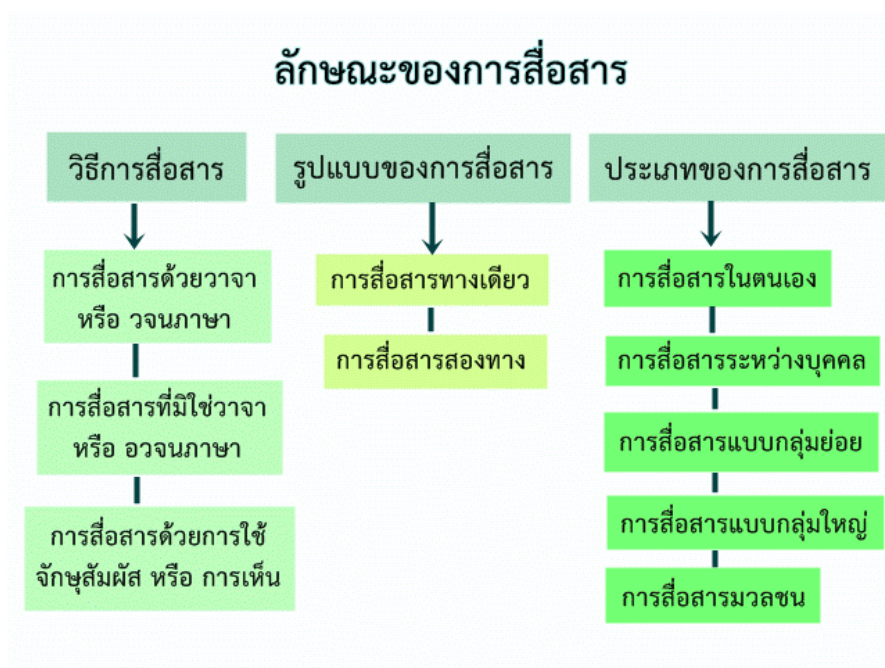 ลักษณะของการสื่อสาร
วิธีการสื่อสาร
การสื่อสารด้วยวาจา
หรือ วจนภาษา
การสื่อสารที่มิใช่วาจา
หรือ อวจนภาษา
การสื่อสารด้วยการใช้
จักษุสัมผัส หรือ การเห็น
รูปแบบของการสื่อสาร
การสื่อสารทางเดียว
การสื่อสารสองทาง
ประเภทของการสื่อสาร
การสื่อสารในตนเอง
การสื่อสารระหว่างบุคคล
การสื่อสารแบบกลุ่มย่อย
การสื่อสารแบบกลุ่มใหญ่
การสื่อสารมวลชน